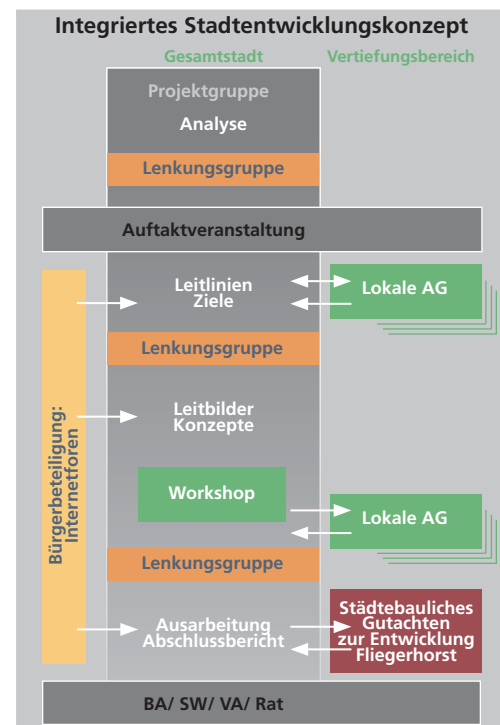 Integriertes Stadtentwicklungskonzept
Gesamtstadt
Vertiefungsbereich
Projektgruppe
Analyse
Lenkungsgruppe
Auftaktveranstaltung
Bürgerbeteiligung:
Internetforen
Leitlinien
Ziele
Lokale AG
Lenkungsgruppe
Leitbilder
Konzepte
Workshop
Lokale AG
Lenkungsgruppe
Ausarbeitung
Abschlussbericht
Städtebauliches
Gutachten
zur Entwicklung
Fliegerhorst
BA/ SW/ VA/ Rat